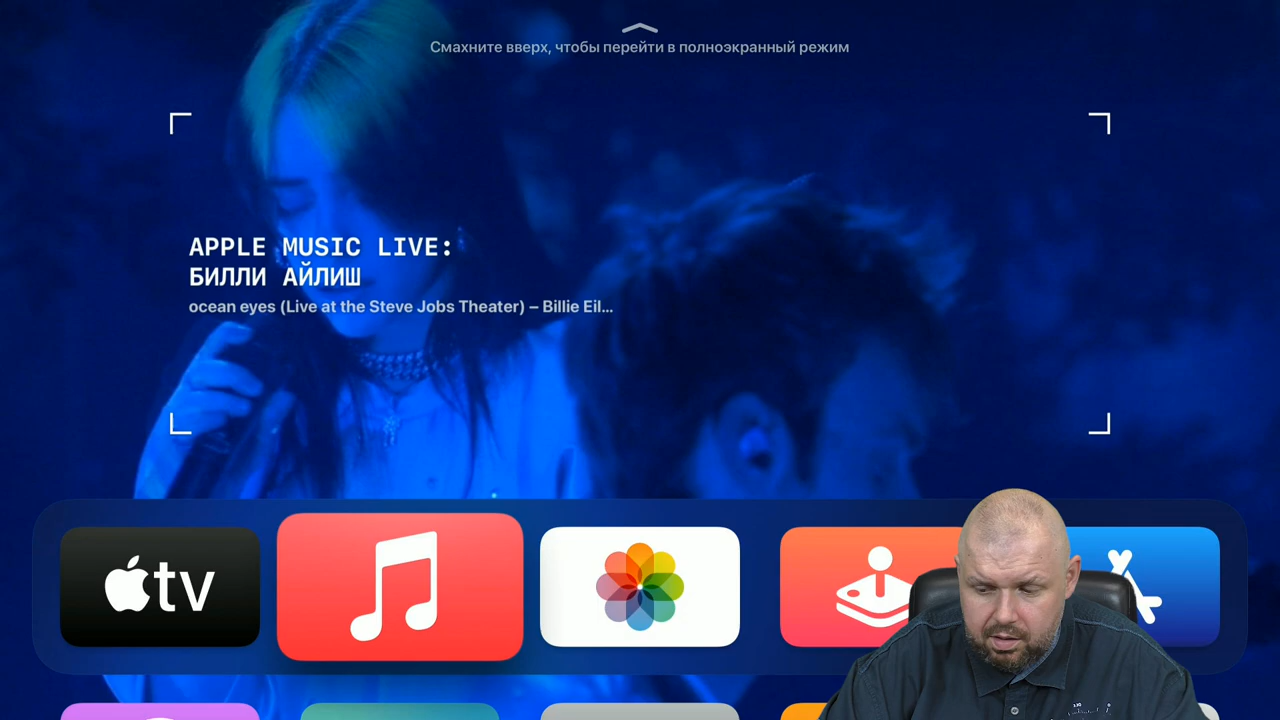 Смахните вверх, чтобы перейти в полноэкранный режим
APPLE MUSIC LIVE:
БИЛЛИ АЙЛИШ
ocean eyes (Live at the Steve Jobs Theater) – Billie Eil...
tv